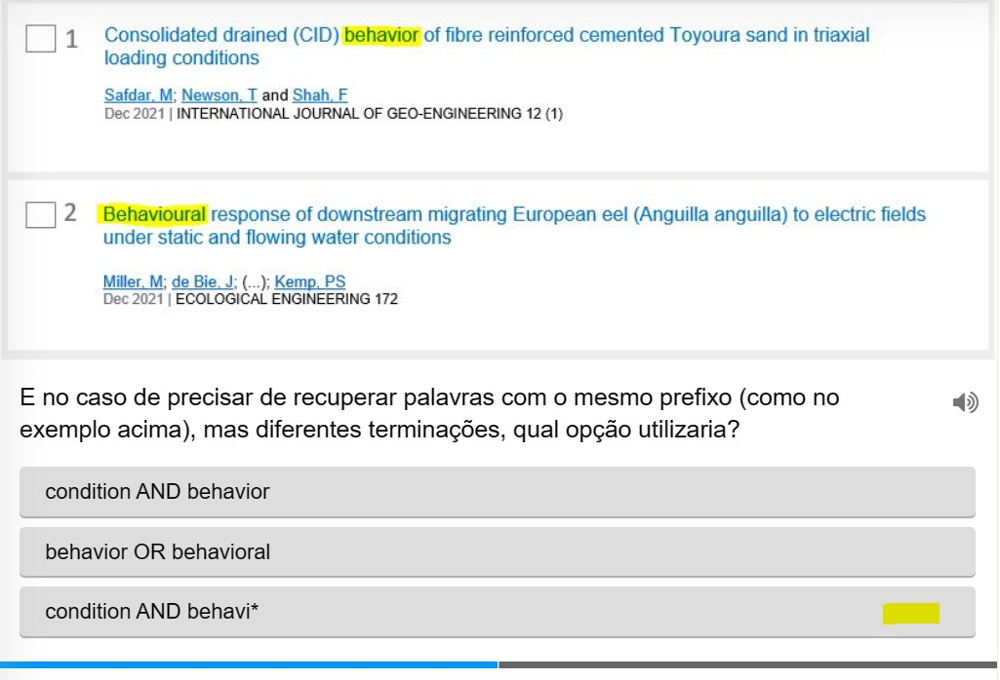 1 Consolidated drained (CID) behavior of fibre reinforced cemented Toyoura sand in triaxial
loading conditions
Safdar, M; Newson, T and Shah, F
Dec 2021 | INTERNATIONAL JOURNAL OF GEO-ENGINEERING 12 (1)
2 Behavioural response of downstream migrating European eel (Anguilla anguilla) to electric fields
under static and flowing water conditions
Miller, M; de Bie, J; (...); Kemp, PS
Dec 2021 | ECOLOGICAL ENGINEERING 172
E no caso de precisar de recuperar palavras com o mesmo prefixo (como no
exemplo acima), mas diferentes terminações, qual opção utilizaria?
condition AND behavior
behavior OR behavioral
condition AND behavi*